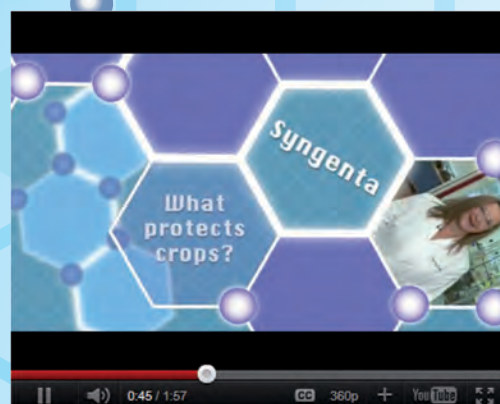 Syngenta
What
protects
crops?
0:45 / 1:57
CC
360p
YouTube